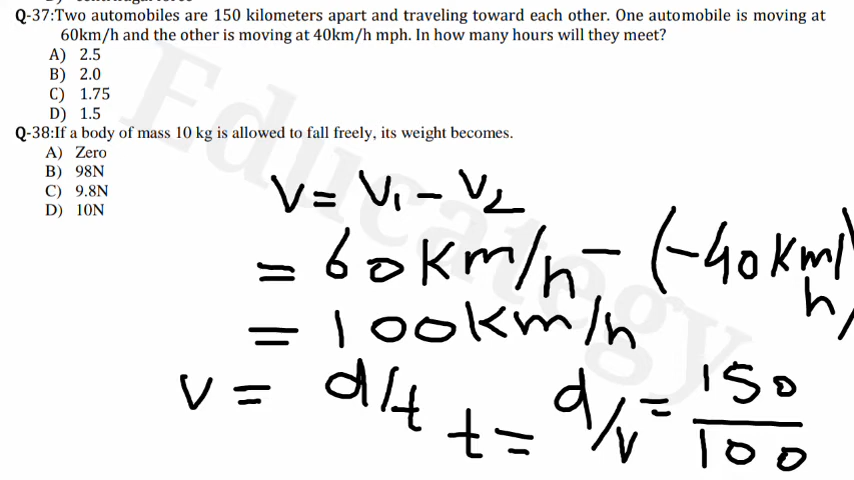 Q-37:Two automobiles are 150 kilometers apart and traveling toward each other. One automobile is moving at
60km/h and the other is moving at 40km/h mph. In how many hours will they meet?
A) 2.5
B) 2.0
C) 1.75
D) 1.5
Q-38:If a body of mass 10 kg is allowed to fall freely, its weight becomes.
A) Zero
B) 98N
C) 9.8N
D) 10N
V = V₁ - V₂
= 60km/h - (-40km/h)
= 100km/h
v = d/t t = d/v = 150/100
Educategy